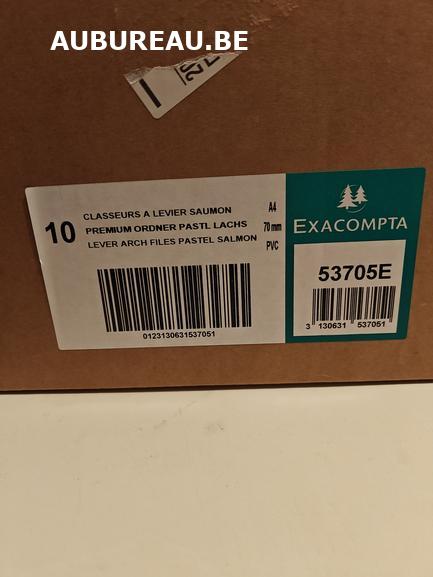 AUBUREAU.BE
10
CLASSEURS A LEVIER SAUMON
PREMIUM ORDNER PASTL LACHS
LEVER ARCH FILES PASTEL SALMON
A4
70 mm
PVC
0123130631537051
EXACOMPTA
53705E
3 130631 537051